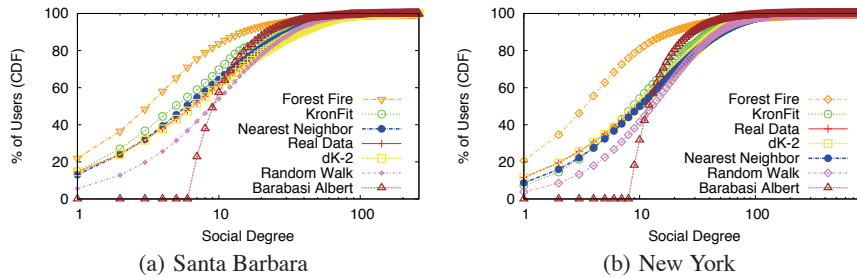 100
80
60
40
20
0
% of Users (CDF)
1
10
100
Social Degree
Forest Fire
KronFit
Nearest Neighbor
Real Data
dK-2
Random Walk
Barabasi Albert
(a) Santa Barbara
100
80
60
40
20
0
% of Users (CDF)
1
10
100
Social Degree
Forest Fire
KronFit
Real Data
dK-2
Nearest Neighbor
Random Walk
Barabasi Albert
(b) New York